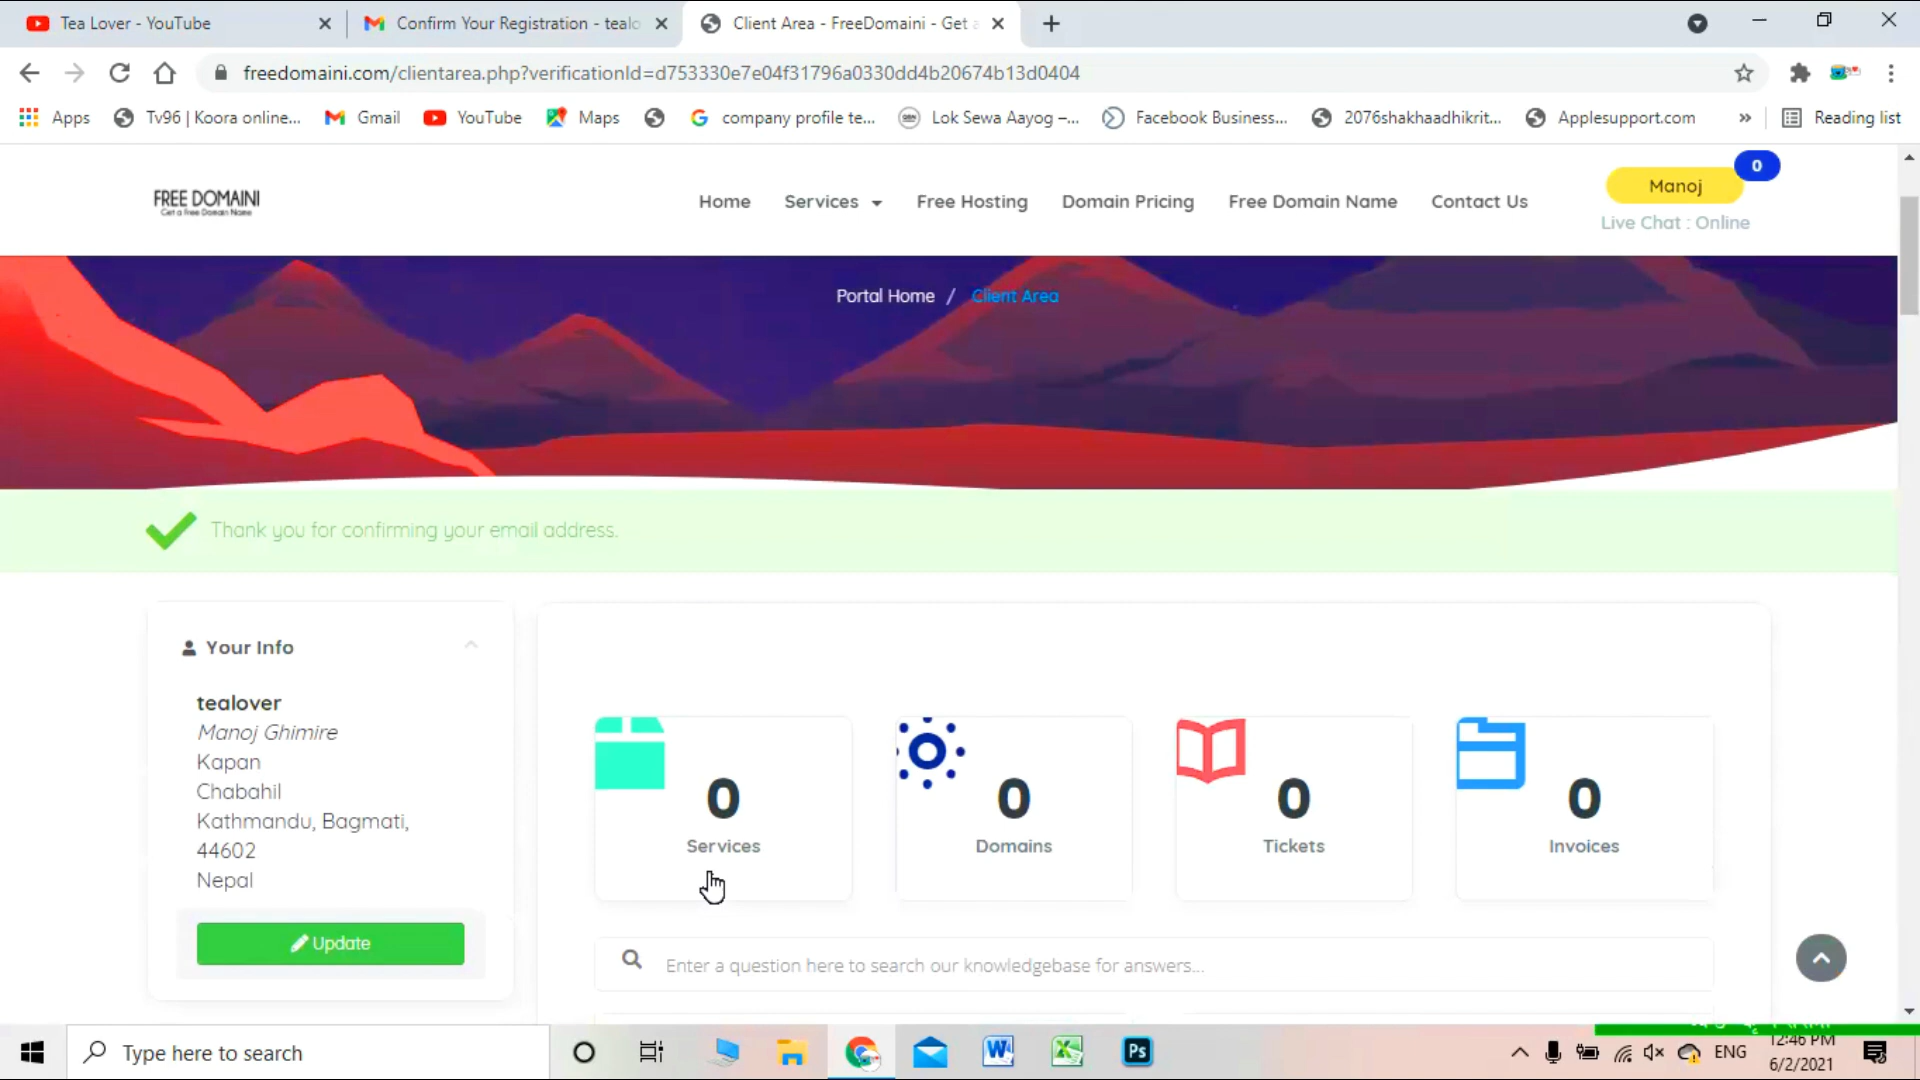 Tea Lover - YouTube
Confirm Your Registration - tealo
Client Area - FreeDomaini - Get a
freedomaini.com/clientarea.php?verificationId=d753330e7e04f31796a0330dd4b20674b13d0404
Apps
Tv96 | Koora online...
Gmail
YouTube
Maps
company profile te...
Lok Sewa Aayog –...
Facebook Business...
2076shakhaadhikrit...
Applesupport.com
»
Reading list
FREE DOMAINI
Get a Free Domain Name
Home
Services
Free Hosting
Domain Pricing
Free Domain Name
Contact Us
Manoj
0
Live Chat : Online
Portal Home / Client Area
Thank you for confirming your email address.
Your Info
tealover
Manoj Ghimire
Kapan
Chabahil
Kathmandu, Bagmati,
44602
Nepal
Update
0
Services
0
Domains
0
Tickets
0
Invoices
Enter a question here to search our knowledgebase for answers...
Type here to search
W
X
Ps
ENG
12:46 PM
6/2/2021